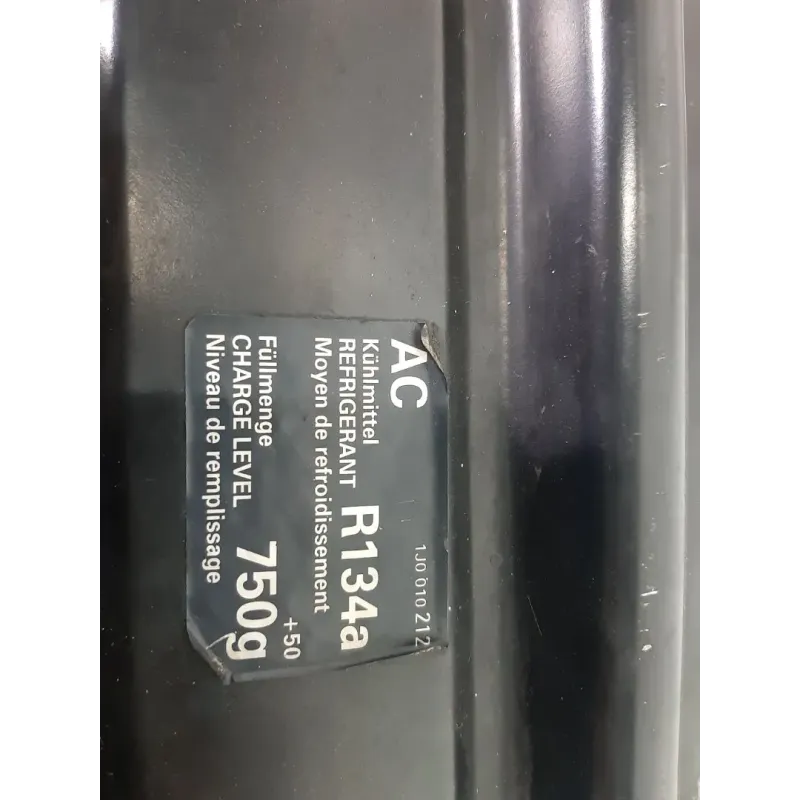 AC
1J0 010 212
Kühlmittel
REFRIGERANT R134a
Moyen de refroidissement
Füllmenge +50
CHARGE LEVEL 750g
Niveau de remplissage